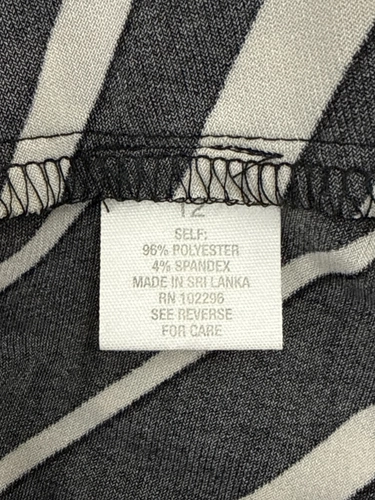 12
SELF:
96% POLYESTER
4% SPANDEX
MADE IN SRI LANKA
RN 102296
SEE REVERSE
FOR CARE